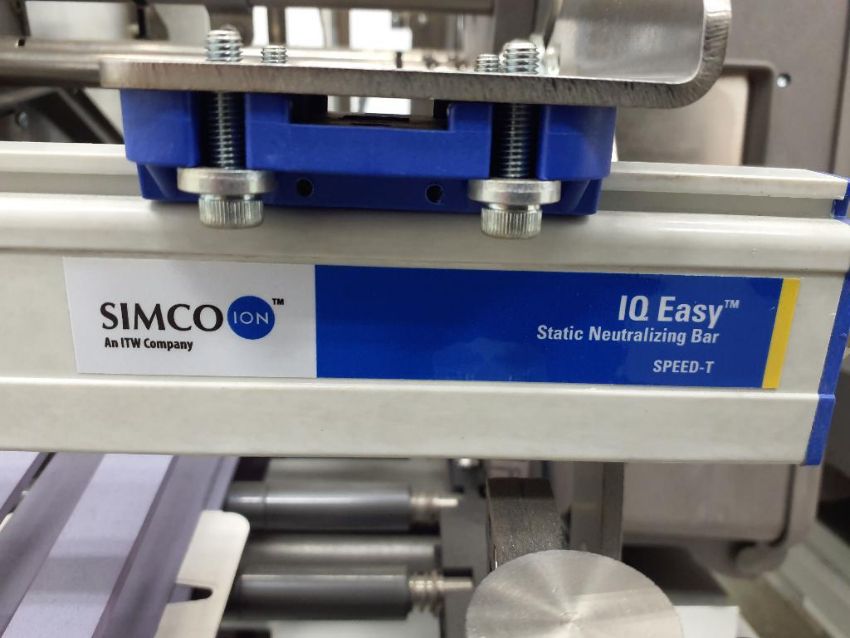 SIMCO ION™
An ITW Company
IQ Easy™
Static Neutralizing Bar
SPEED-T